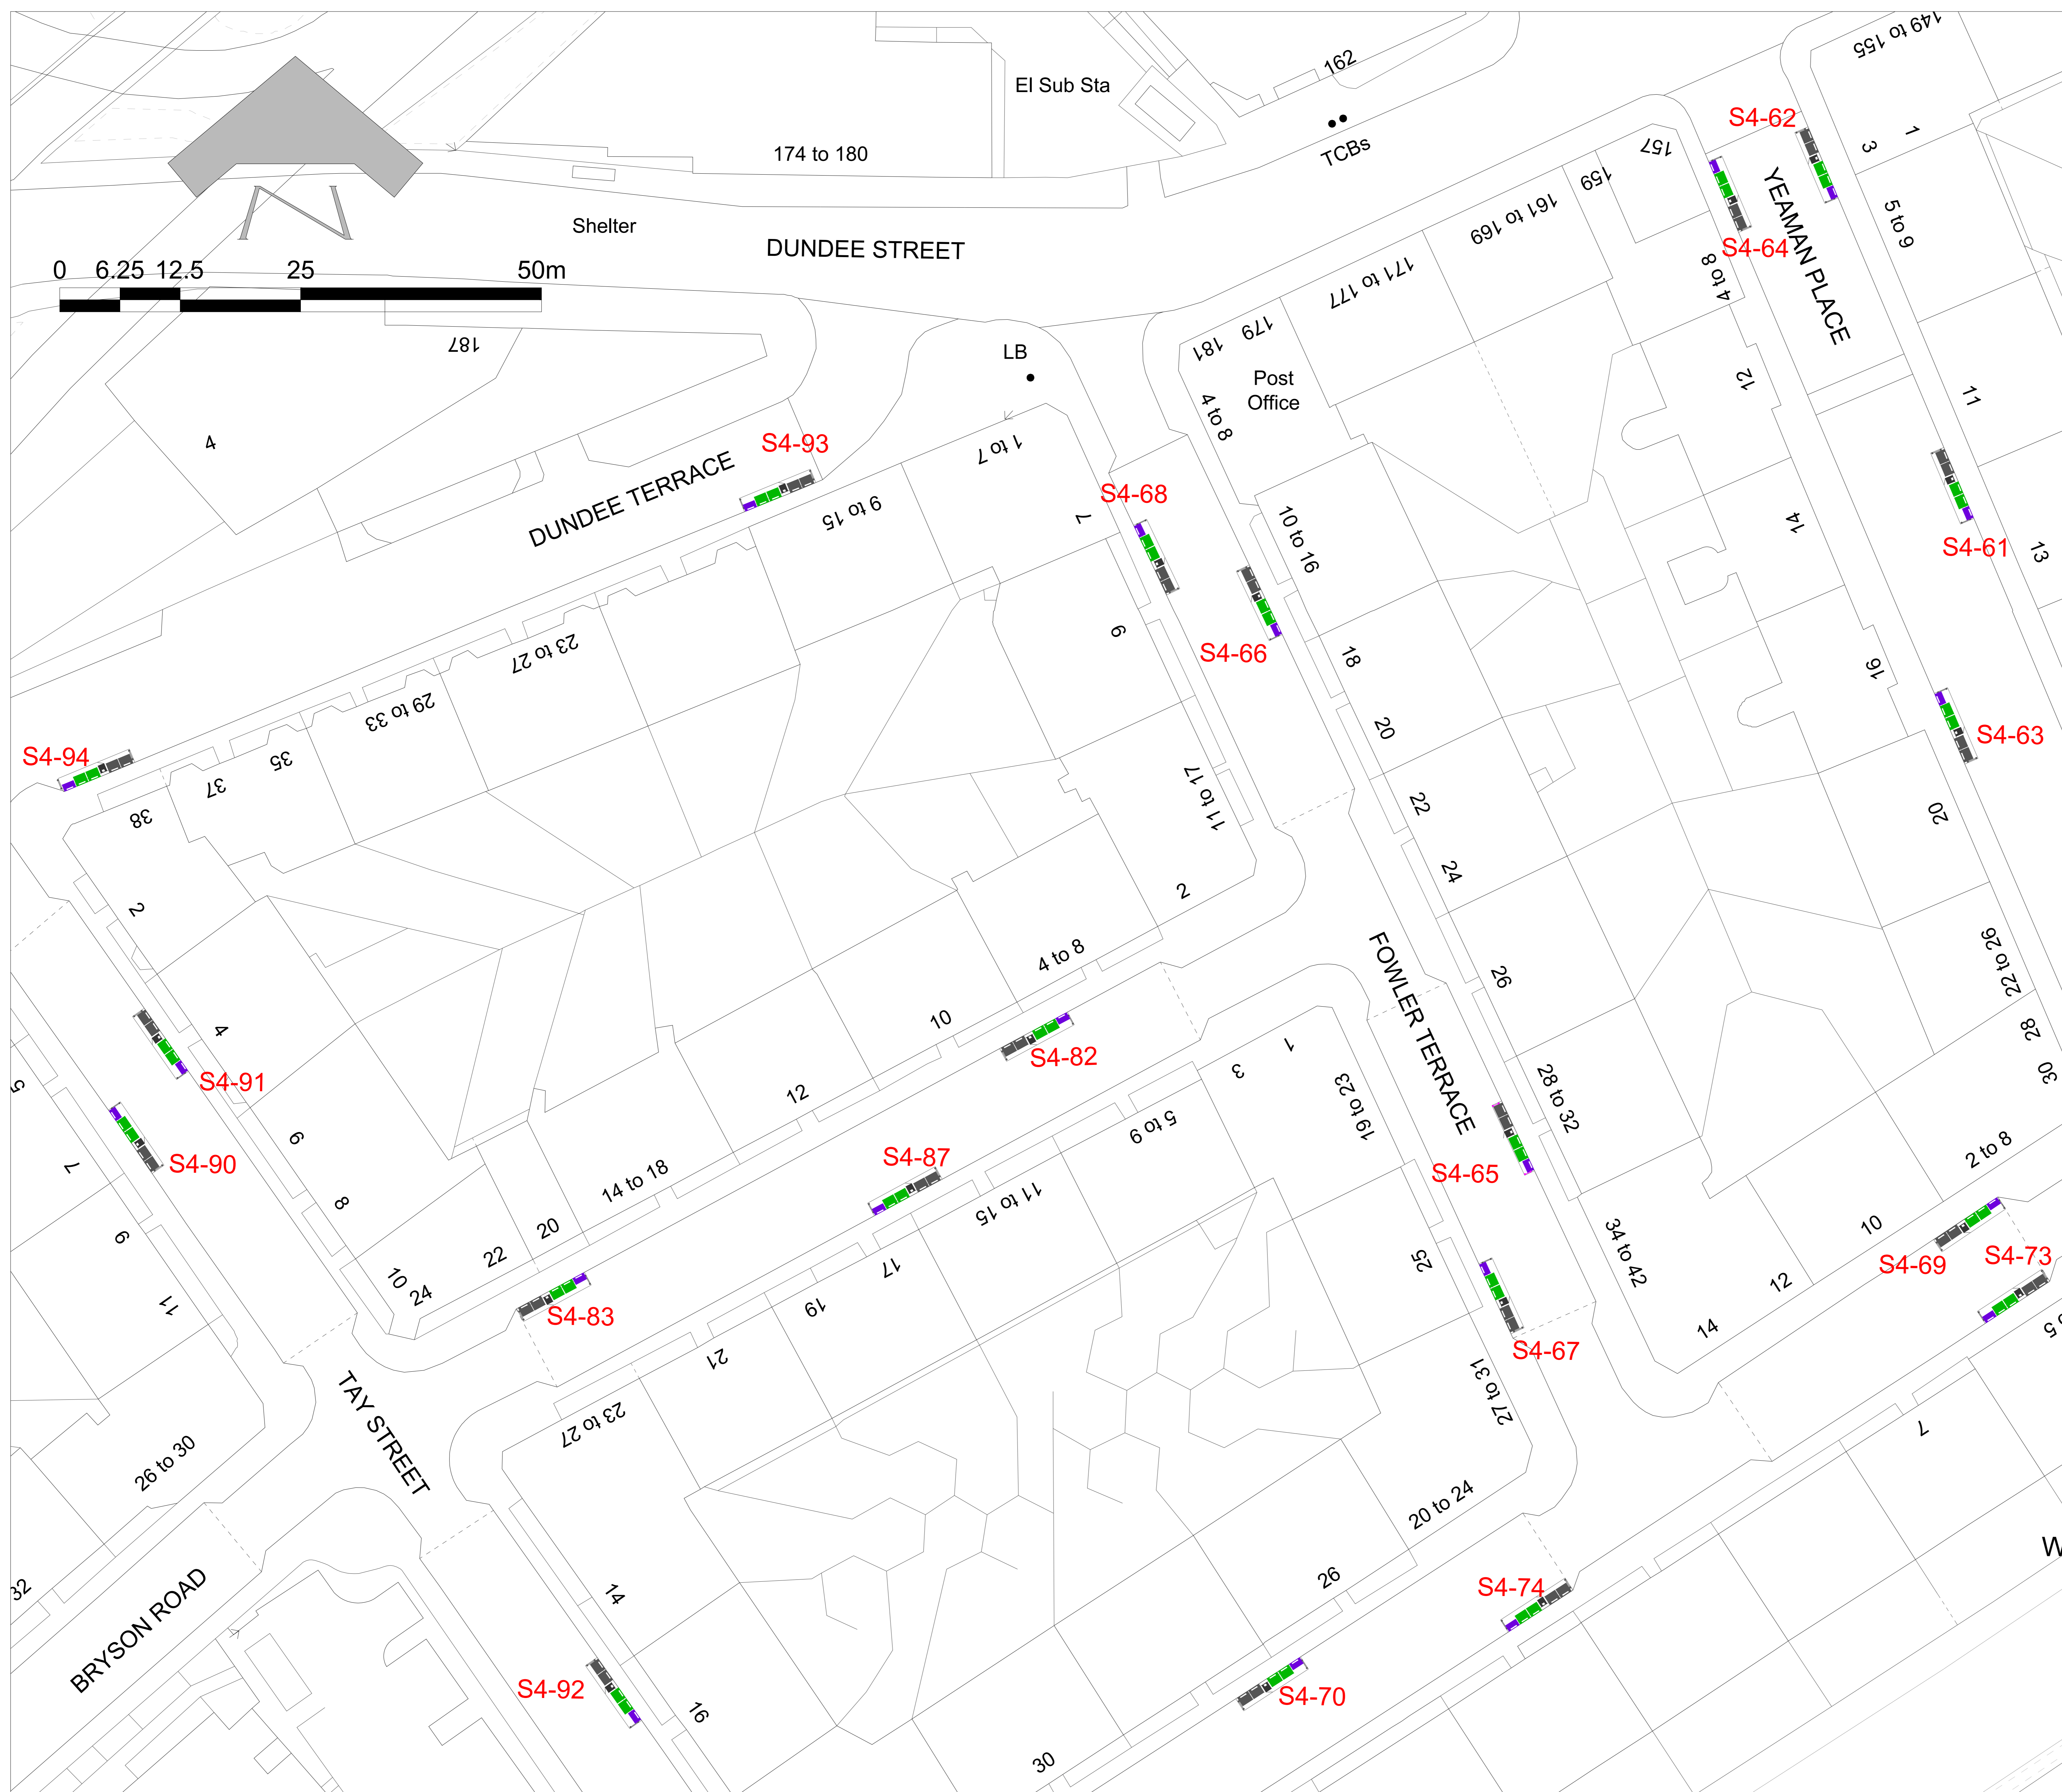 149 to 155
162
El Sub Sta
TCBs
174 to 180
S4-62
1
3
157
159
161 to 169
5 to 9
YEAMAN PLACE
S4-64
4 to 8
Shelter
DUNDEE STREET
171 to 177
0 6.25 12.5 25 50m
179
181
187
LB
Post
Office
4 to 8
12
11
4
S4-93
1 to 7
DUNDEE TERRACE
9 to 15
S4-68
7
10 to 16
14
S4-61
13
9
S4-66
18
16
23 to 27
29 to 33
20
S4-63
S4-94
35
37
38
11 to 17
22
20
24
2
2
4 to 8
26
22 to 26
FOWLER TERRACE
10
4
28
30
S4-91
S4-82
1
3
12
19 to 23
28 to 32
5
6
5 to 9
2 to 8
S4-90
7
S4-87
14 to 18
S4-65
11 to 15
8
9
20
22
10
34 to 42
10
24
17
25
S4-69
S4-73
12
11
S4-83
19
14
5
21
S4-67
TAY STREET
27 to 31
23 to 27
7
26 to 30
20 to 24
W
32
14
26
S4-74
BRYSON ROAD
S4-92
16
S4-70
30